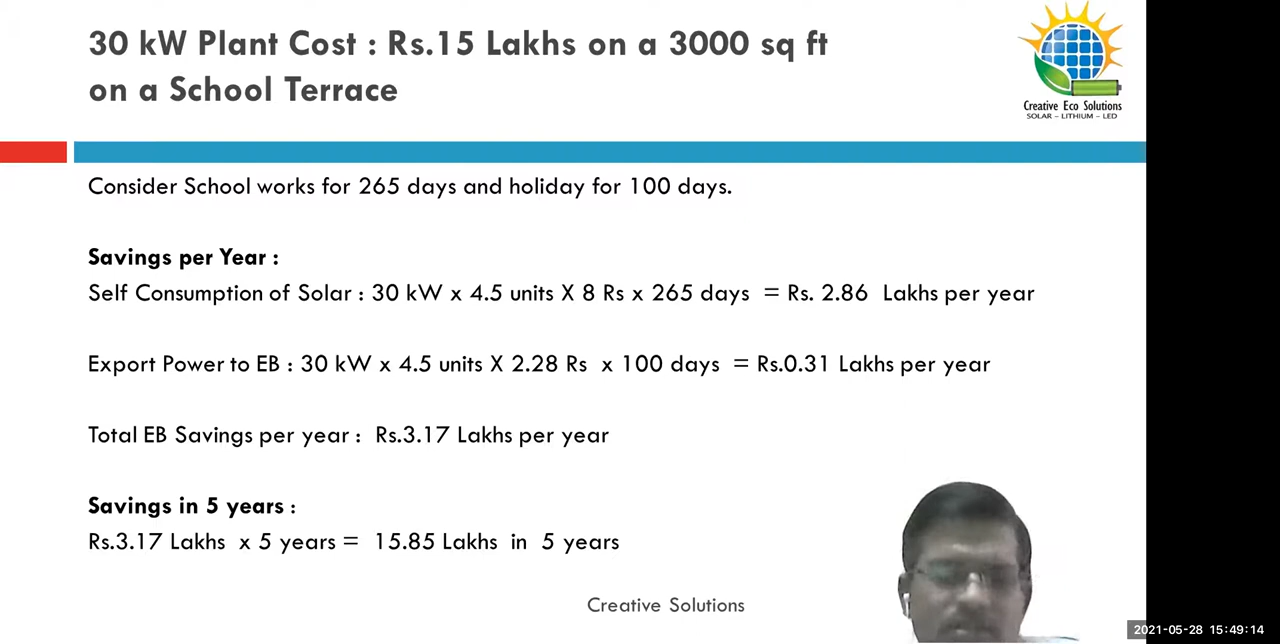 30 kW Plant Cost : Rs.15 Lakhs on a 3000 sq ft
on a School Terrace
Creative Eco Solutions
SOLAR – LITHIUM – LED
Consider School works for 265 days and holiday for 100 days.
Savings per Year :
Self Consumption of Solar : 30 kW x 4.5 units X 8 Rs x 265 days = Rs. 2.86 Lakhs per year
Export Power to EB : 30 kW x 4.5 units X 2.28 Rs x 100 days = Rs.0.31 Lakhs per year
Total EB Savings per year : Rs.3.17 Lakhs per year
Savings in 5 years :
Rs.3.17 Lakhs x 5 years = 15.85 Lakhs in 5 years
Creative Solutions
2021-05-28 15:49:14